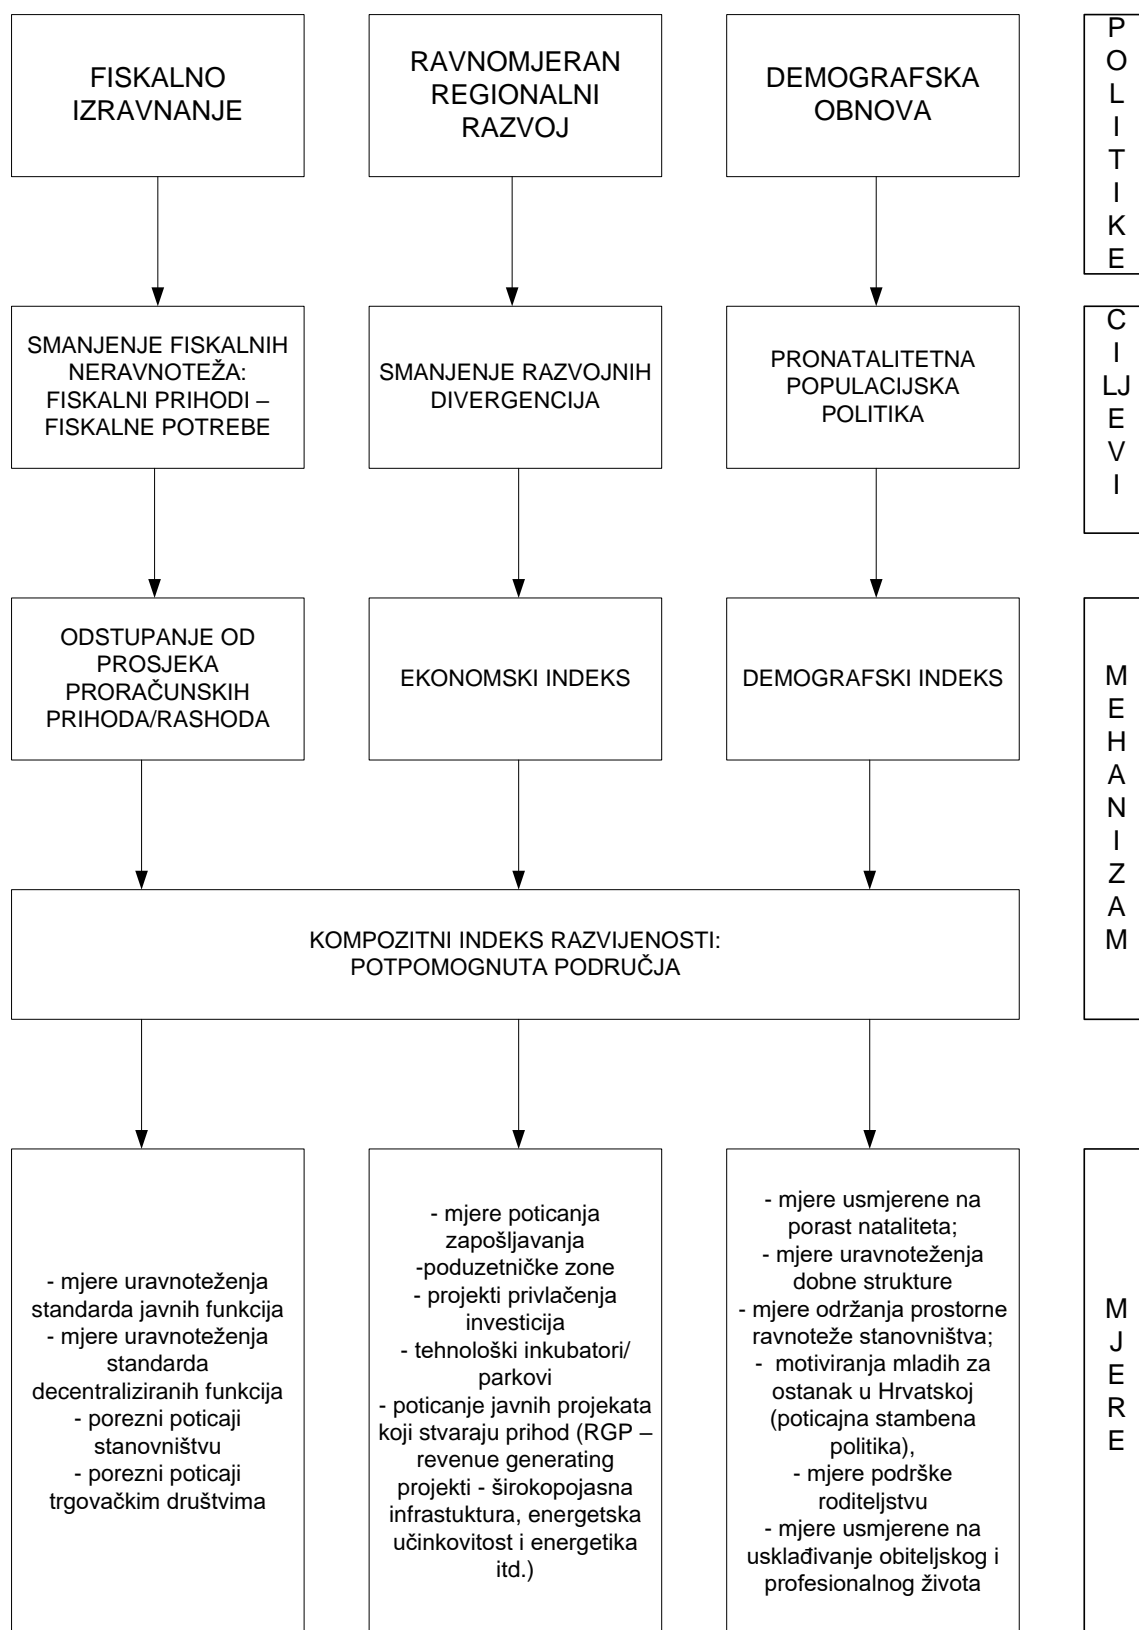 FISKALNO
IZRAVNANJE
RAVNOMJERAN
REGIONALNI
RAZVOJ
DEMOGRAFSKA
OBNOVA
P
O
L
I
T
I
K
E
SMANJENJE FISKALNIH
NERAVNOTEŽA:
FISKALNI PRIHODI –
FISKALNE POTREBE
SMANJENJE RAZVOJNIH
DIVERGENCIJA
PRONATALITETNA
POPULACIJSKA
POLITIKA
C
I
LJ
E
V
I
ODSTUPANJE OD
PROSJEKA
PRORAČUNSKIH
PRIHODA/RASHODA
EKONOMSKI INDEKS
DEMOGRAFSKI INDEKS
M
E
H
A
N
I
Z
A
M
KOMPOZITNI INDEKS RAZVIJENOSTI:
POTPOMOGNUTA PODRUČJA
- mjere uravnoteženja
standarda javnih funkcija
- mjere uravnoteženja
standarda
decentraliziranih funkcija
- porezni poticaji
stanovništvu
- porezni poticaji
trgovačkim društvima
- mjere poticanja
zapošljavanja
-poduzetničke zone
- projekti privlačenja
investicija
- tehnološki inkubatori/
parkovi
- poticanje javnih projekata
koji stvaraju prihod (RGP –
revenue generating
projekti - širokopojasna
infrastuktura, energetska
učinkovitost i energetika
itd.)
- mjere usmjerene na
porast nataliteta;
- mjere uravnoteženja
dobne strukture
- mjere održanja prostorne
ravnoteže stanovništva;
- motiviranja mladih za
ostanak u Hrvatskoj
(poticajna stambena
politika),
- mjere podrške
roditeljstvu
- mjere usmjerene na
usklađivanje obiteljskog i
profesionalnog života
M
J
E
R
E